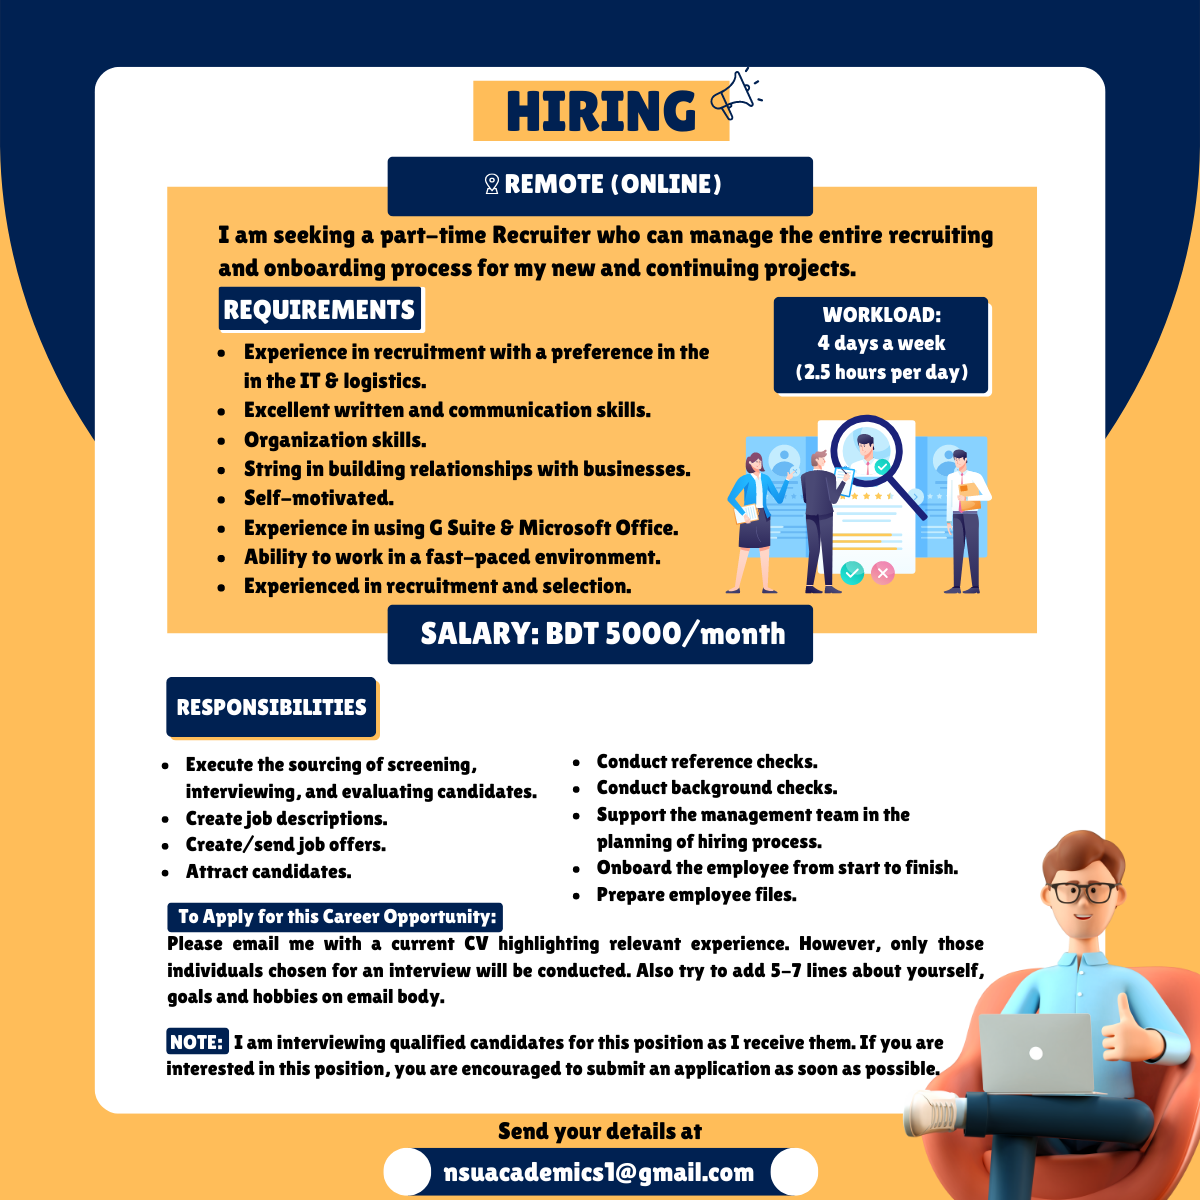 HIRING
REMOTE (ONLINE)
I am seeking a part-time Recruiter who can manage the entire recruiting
and onboarding process for my new and continuing projects.
REQUIREMENTS
• Experience in recruitment with a preference in the
in the IT & logistics.
• Excellent written and communication skills.
• Organization skills.
• String in building relationships with businesses.
• Self-motivated.
• Experience in using G Suite & Microsoft Office.
• Ability to work in a fast-paced environment.
• Experienced in recruitment and selection.
WORKLOAD:
4 days a week
(2.5 hours per day)
SALARY: BDT 5000/month
RESPONSIBILITIES
• Execute the sourcing of screening,
interviewing, and evaluating candidates.
• Create job descriptions.
• Create/send job offers.
• Attract candidates.
• Conduct reference checks.
• Conduct background checks.
• Support the management team in the
planning of hiring process.
• Onboard the employee from start to finish.
• Prepare employee files.
To Apply for this Career Opportunity:
Please email me with a current CV highlighting relevant experience. However, only those
individuals chosen for an interview will be conducted. Also try to add 5-7 lines about yourself,
goals and hobbies on email body.
NOTE: I am interviewing qualified candidates for this position as I receive them. If you are
interested in this position, you are encouraged to submit an application as soon as possible.
Send your details at
nsuacademics1@gmail.com